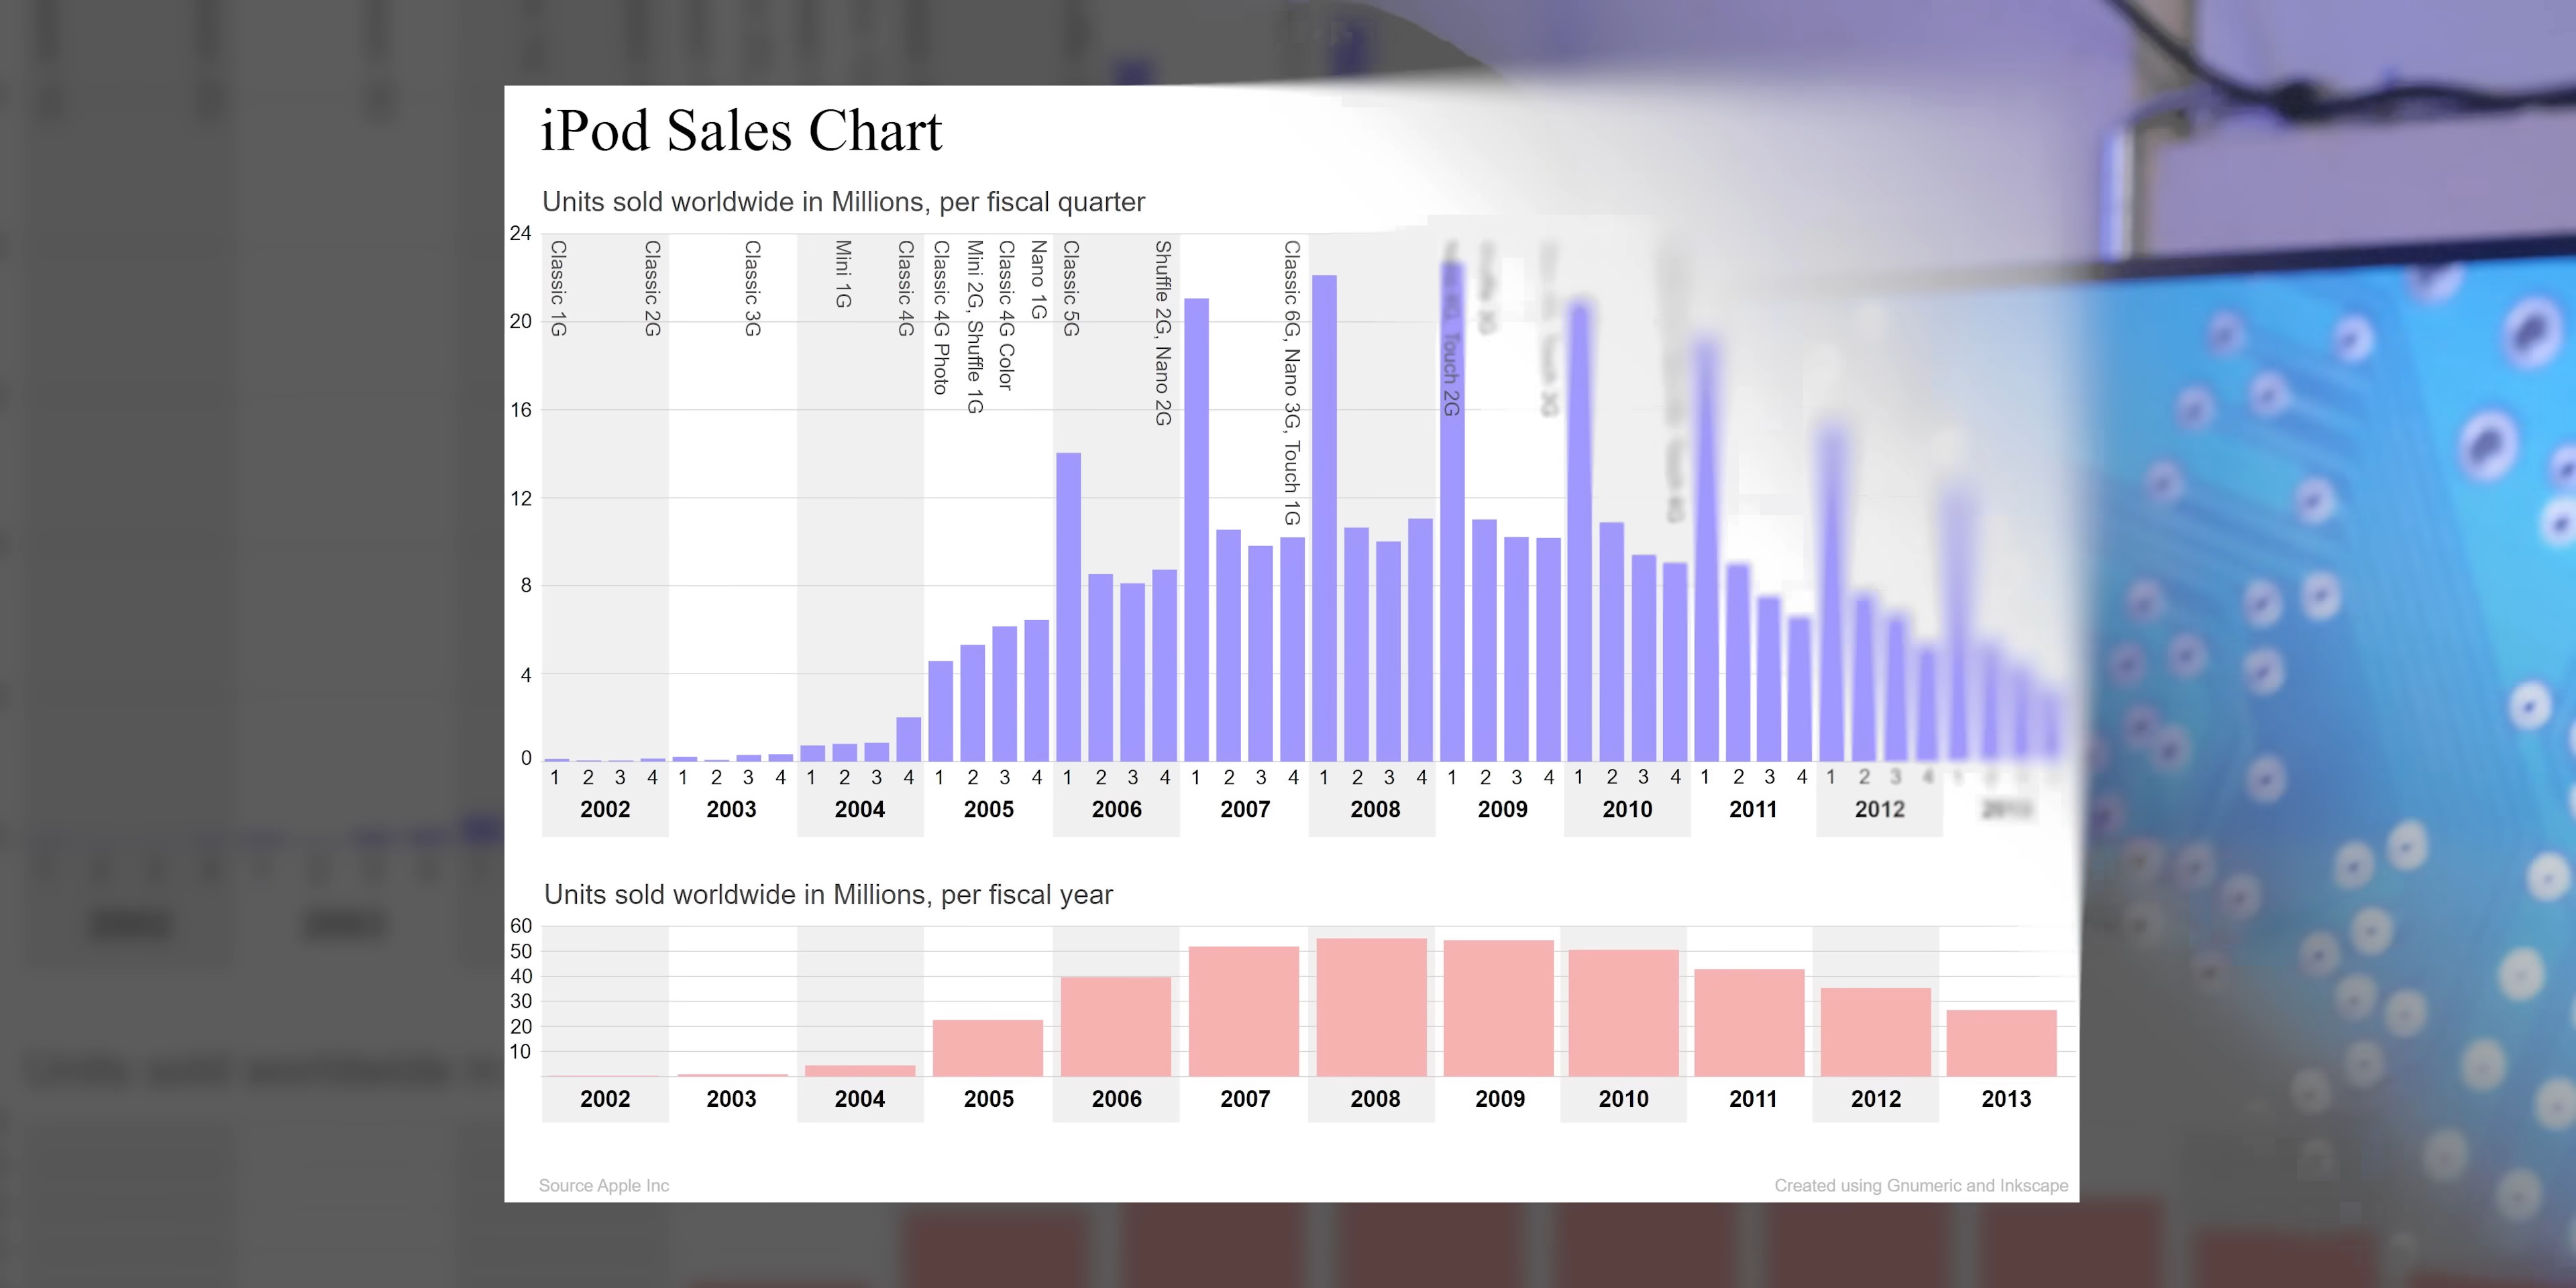 iPod Sales Chart
Units sold worldwide in Millions, per fiscal quarter
24
20
16
12
8
4
0
Classic 1G
Classic 2G
Classic 3G
Mini 1G
Classic 4G
Classic 4G Photo
Mini 2G, Shuffle 1G
Classic 4G Color
Nano 1G
Classic 5G
Shuffle 2G, Nano 2G
Classic 6G, Nano 3G, Touch 1G
Touch 2G
3G
Touch 3G
1 2 3 4 1 2 3 4 1 2 3 4 1 2 3 4 1 2 3 4 1 2 3 4 1 2 3 4 1 2 3 4 1 2 3 4 1 2 3 4 1 2 3 4
2002 2003 2004 2005 2006 2007 2008 2009 2010 2011 2012
Units sold worldwide in Millions, per fiscal year
60
50
40
30
20
10
2002 2003 2004 2005 2006 2007 2008 2009 2010 2011 2012 2013
Source Apple Inc
Created using Gnumeric and Inkscape